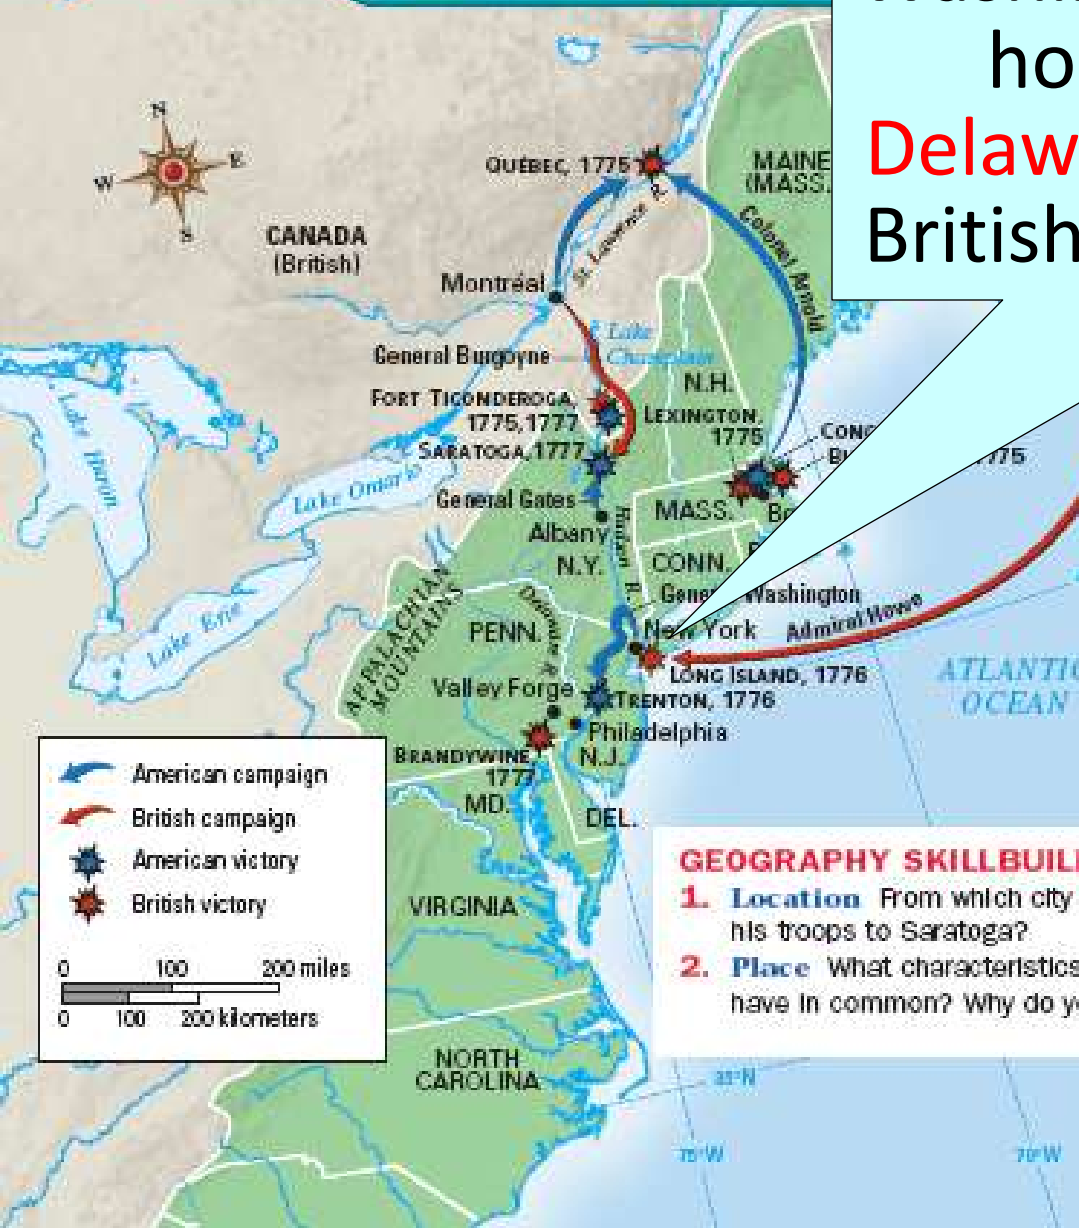 ho
Delaw
British
N
W
E
S
QUÉBEC, 1775
MAINE
(MASS.
St. Lawrence R.
Colonel Arnold
CANADA
(British)
Montréal
Lake
Champlain
General Burgoyne
N.H.
FORT TICONDEROGA,
1775, 1777
LEXINGTON,
1775
CONC
775
SARATOGA, 1777
Lake Huron
Lake Ontario
General Gates
MASS.
Albany
Hudson R.
N.Y.
CONN.
Washington
Lake Erie
APPALACHIAN
MOUNTAINS
PENN.
Delaware R.
New York
Admiral Howe
LONG ISLAND, 1776
ATLANTIC
OCEAN
Valley Forge
TRENTON, 1776
Philadelphia
BRANDYWINE,
1777
N.J.
MD.
DEL.
American campaign
British campaign
American victory
British victory
0 100 200 miles
0 100 200 kilometers
VIRGINIA
GEOGRAPHY SKILLBUIL
1. Location From which city
his troops to Saratoga?
2. Place What characteristics
have in common? Why do y
NORTH
CAROLINA
35°N
75°W
70°W